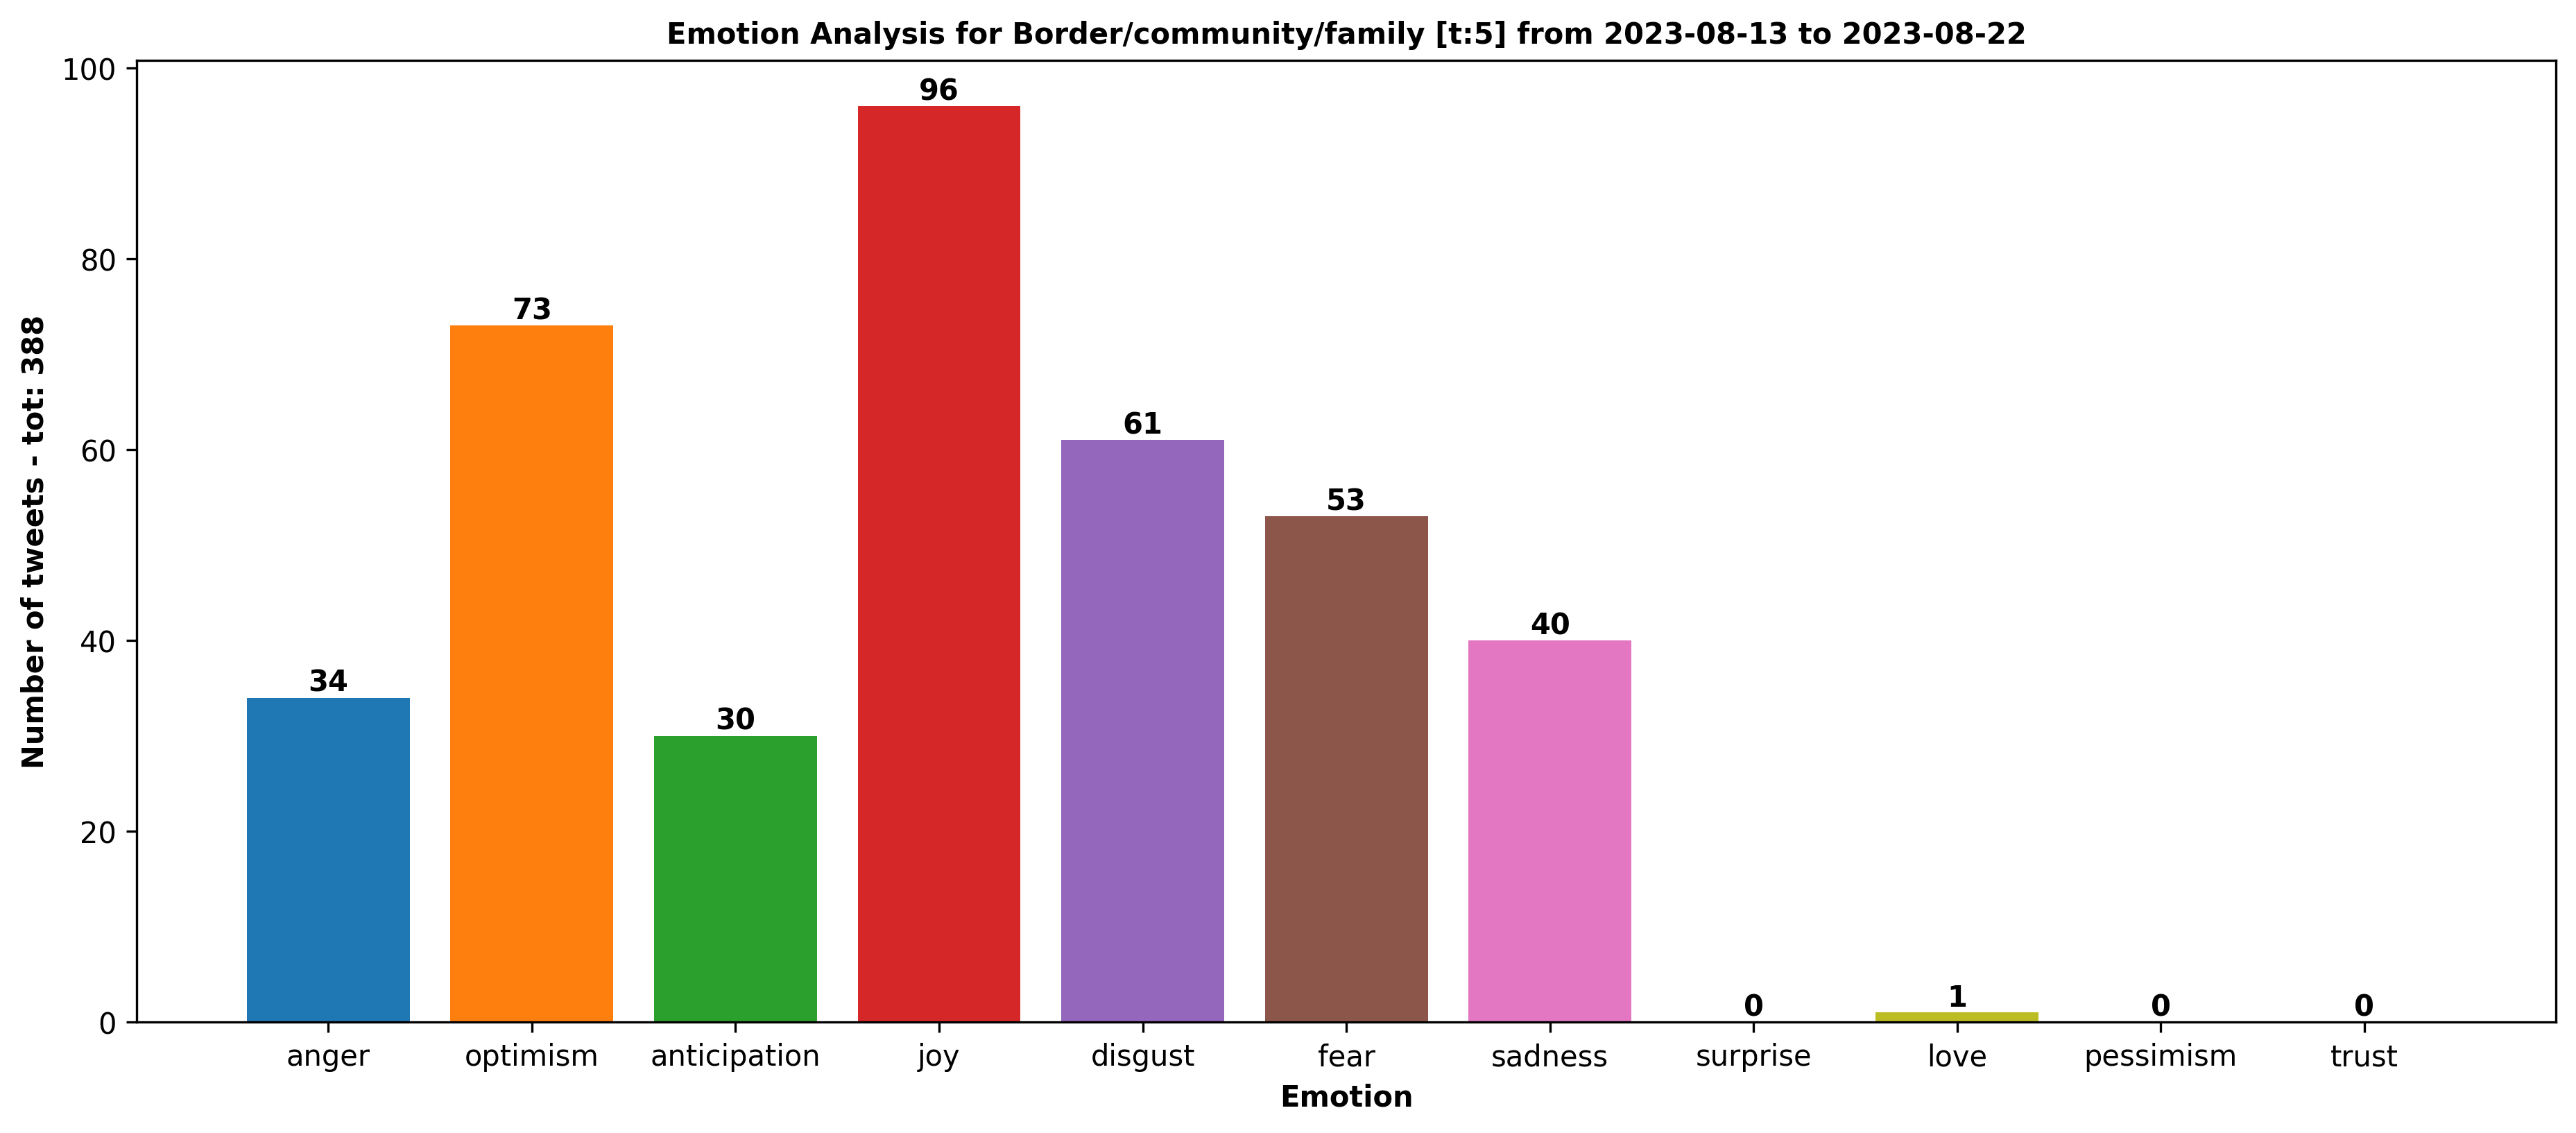 Emotion Analysis for Border/community/family [t:5] from 2023-08-13 to 2023-08-22
Number of tweets - tot: 388
100
80
60
40
20
0
34
73
30
96
61
53
40
0
1
0
0
anger
optimism
anticipation
joy
disgust
fear
sadness
surprise
love
pessimism
trust
Emotion